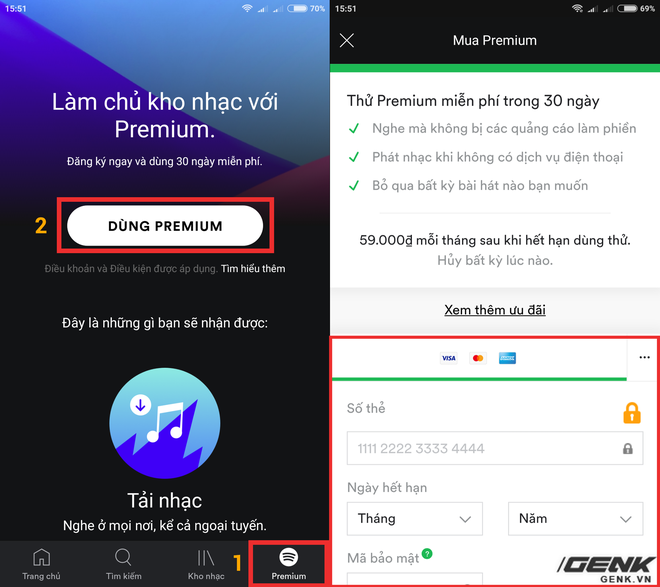 15:51
70%
Làm chủ kho nhạc với
Premium.
Đăng ký ngay và dùng 30 ngày miễn phí.
2
DÙNG PREMIUM
Điều khoản và Điều kiện được áp dụng. Tìm hiểu thêm
Đây là những gì bạn sẽ nhận được:
Tải nhạc
Nghe ở mọi nơi, kể cả ngoại tuyến.
1
Trang chủ
Tìm kiếm
Kho nhạc
Premium
15:51
69%
Mua Premium
Thử Premium miễn phí trong 30 ngày
Nghe mà không bị các quảng cáo làm phiền
Phát nhạc khi không có dịch vụ điện thoại
Bỏ qua bất kỳ bài hát nào bạn muốn
59.000₫ mỗi tháng sau khi hết hạn dùng thử.
Hủy bất kỳ lúc nào.
Xem thêm ưu đãi
VISA
Số thẻ
1111 2222 3333 4444
Ngày hết hạn
Tháng
Năm
Mã bảo mật ?
GENK
GENK.VN